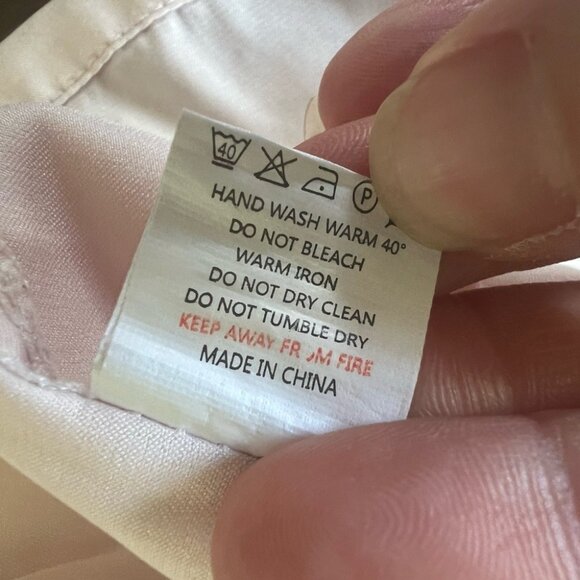 40
P
HAND WASH WARM 40°
DO NOT BLEACH
WARM IRON
DO NOT DRY CLEAN
DO NOT TUMBLE DRY
KEEP AWAY FROM FIRE
MADE IN CHINA